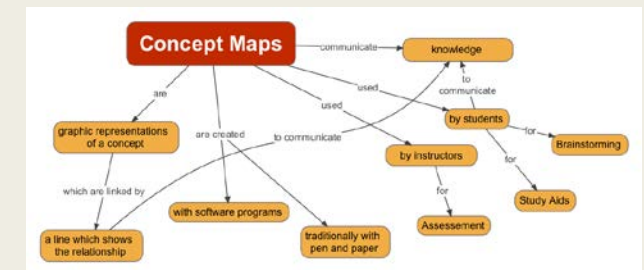 Concept Maps
communicate
knowledge
are
used
to
communicate
used
by students
for
Brainstorming
graphic representations
of a concept
are created
to communicate
by instructors
for
which are linked by
for
Study Aids
with software programs
Assessement
a line which shows
the relationship
traditionally with
pen and paper